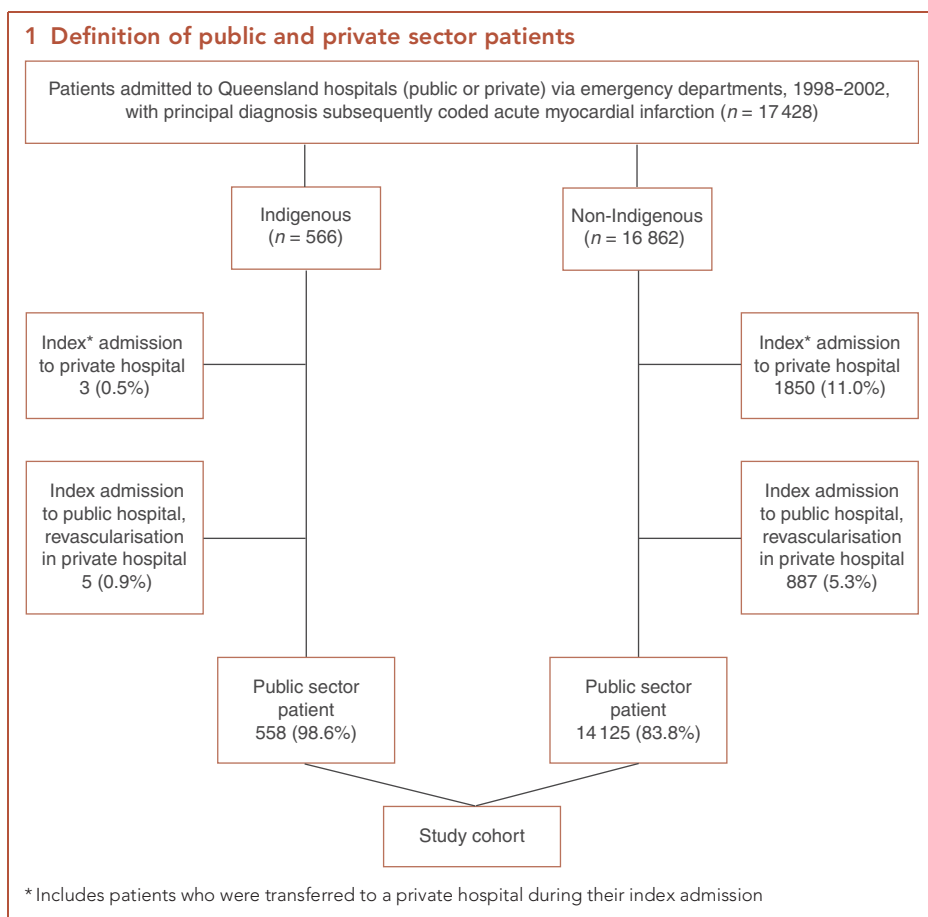 1 Definition of public and private sector patients
Patients admitted to Queensland hospitals (public or private) via emergency departments, 1998–2002,
with principal diagnosis subsequently coded acute myocardial infarction (n = 17 428)
Indigenous
(n = 566)
Non-Indigenous
(n = 16 862)
Index* admission
to private hospital
3 (0.5%)
Index* admission
to private hospital
1850 (11.0%)
Index admission
to public hospital,
revascularisation
in private hospital
5 (0.9%)
Index admission
to public hospital,
revascularisation
in private hospital
887 (5.3%)
Public sector
patient
558 (98.6%)
Public sector
patient
14 125 (83.8%)
Study cohort
* Includes patients who were transferred to a private hospital during their index admission